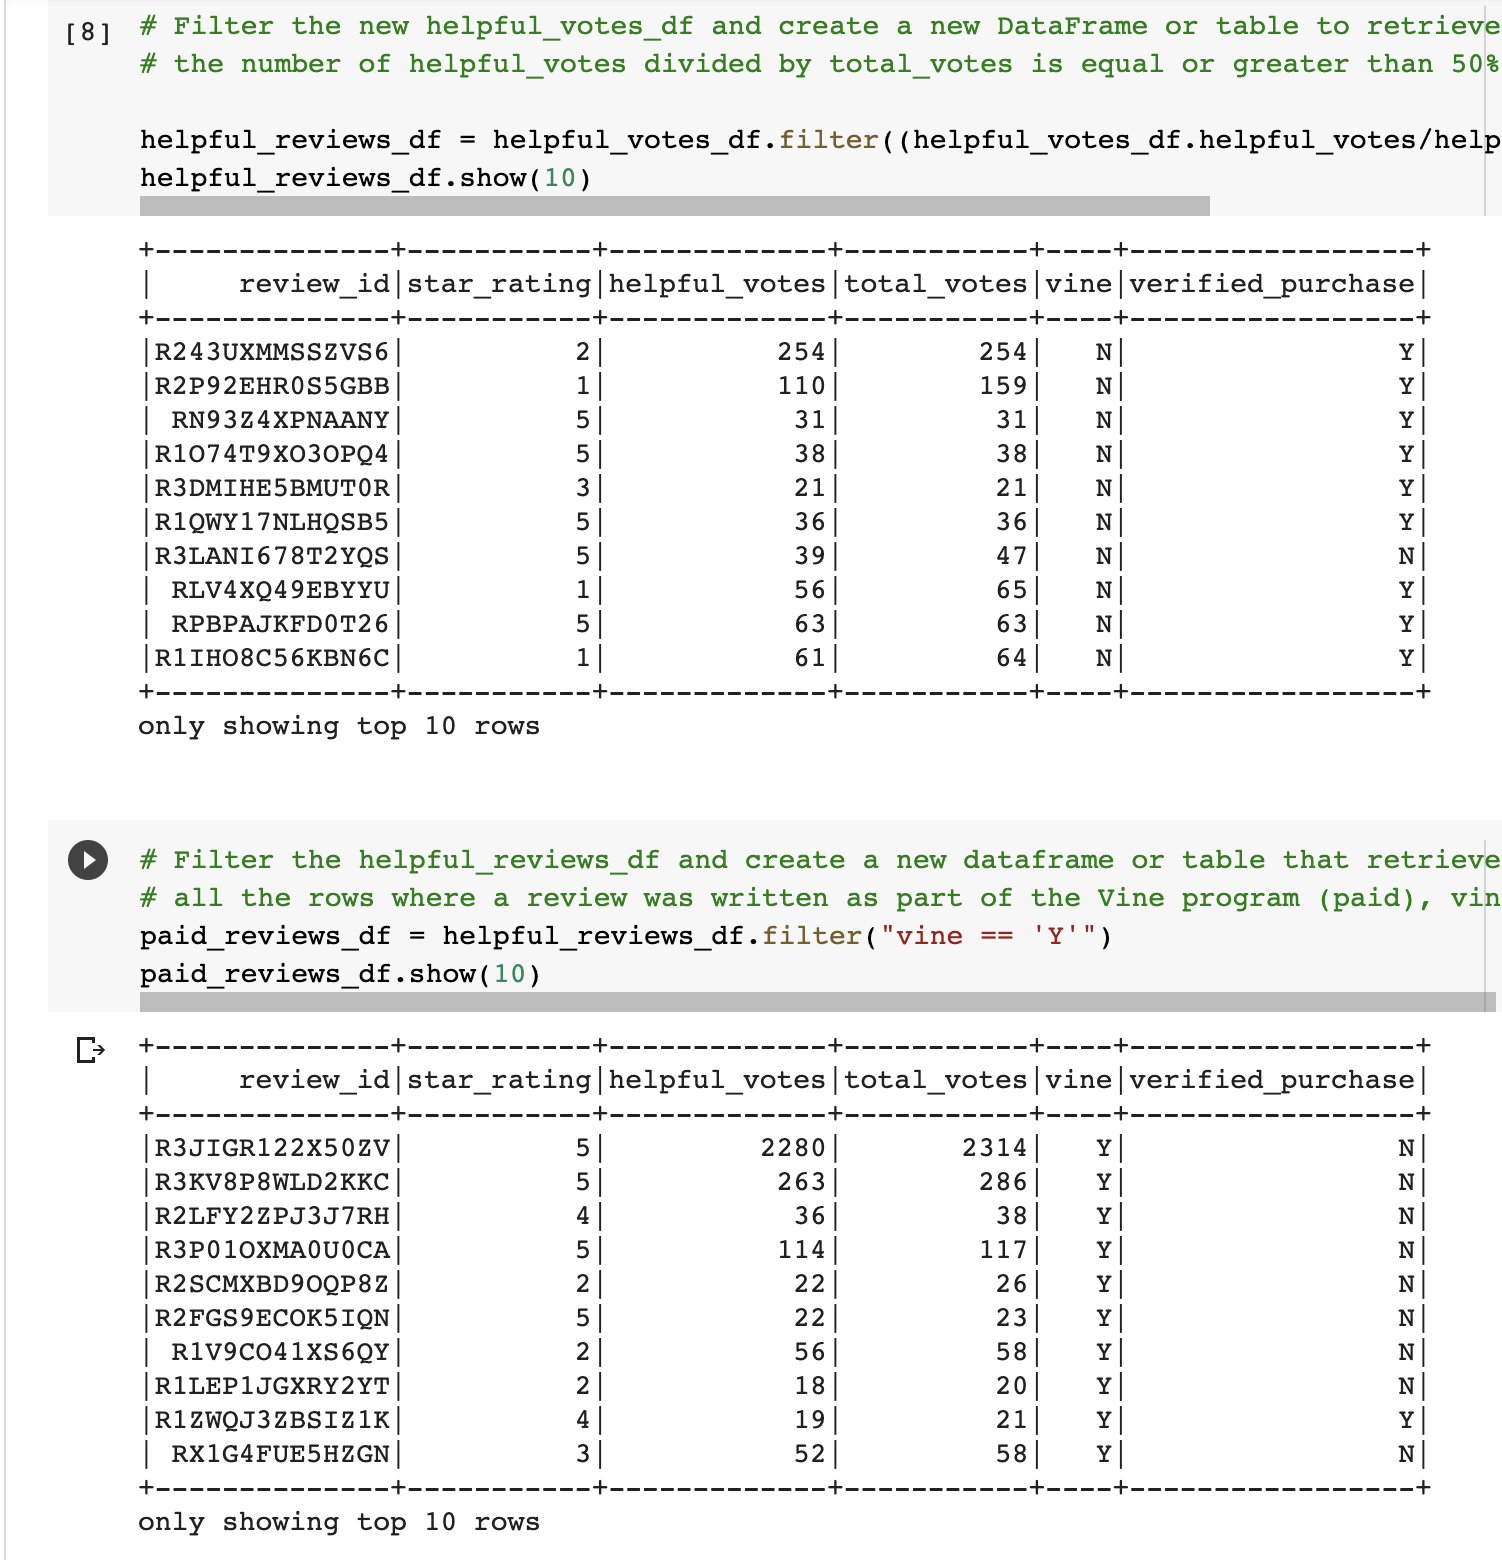 [8]
# Filter the new helpful_votes_df and create a new DataFrame or table to retrieve
# the number of helpful_votes divided by total_votes is equal or greater than 50%
helpful_reviews_df = helpful_votes_df.filter((helpful_votes_df.helpful_votes/help
helpful_reviews_df.show(10)
+--------------+-----------+-------------+-----------+----+-----------------+
|     review_id|star_rating|helpful_votes|total_votes|vine|verified_purchase|
+--------------+-----------+-------------+-----------+----+-----------------+
|R243UXMMSSZVS6|          2|          254|        254|   N|                Y|
|R2P92EHR0S5GBB|          1|          110|        159|   N|                Y|
| RN93Z4XPNAANY|          5|           31|         31|   N|                Y|
|R1O74T9XO3OPQ4|          5|           38|         38|   N|                Y|
|R3DMIHE5BMUT0R|          3|           21|         21|   N|                Y|
|R1QWY17NLHQSB5|          5|           36|         36|   N|                Y|
|R3LANI678T2YQS|          5|           39|         47|   N|                N|
| RLV4XQ49EBYYU|          1|           56|         65|   N|                Y|
| RPBPAJKFD0T26|          5|           63|         63|   N|                Y|
|R1IHO8C56KBN6C|          1|           61|         64|   N|                Y|
+--------------+-----------+-------------+-----------+----+-----------------+
only showing top 10 rows
# Filter the helpful_reviews_df and create a new dataframe or table that retrieve
# all the rows where a review was written as part of the Vine program (paid), vin
paid_reviews_df = helpful_reviews_df.filter("vine == 'Y'")
paid_reviews_df.show(10)
+--------------+-----------+-------------+-----------+----+-----------------+
|     review_id|star_rating|helpful_votes|total_votes|vine|verified_purchase|
+--------------+-----------+-------------+-----------+----+-----------------+
|R3JIGR122X50ZV|          5|         2280|       2314|   Y|                N|
|R3KV8P8WLD2KKC|          5|          263|        286|   Y|                N|
|R2LFY2ZPJ3J7RH|          4|           36|         38|   Y|                N|
|R3P01OXMA0U0CA|          5|          114|        117|   Y|                N|
|R2SCMXBD9OQP8Z|          2|           22|         26|   Y|                N|
|R2FGS9ECOK5IQN|          5|           22|         23|   Y|                N|
| R1V9CO41XS6QY|          2|           56|         58|   Y|                N|
|R1LEP1JGXRY2YT|          2|           18|         20|   Y|                N|
|R1ZWQJ3ZBSIZ1K|          4|           19|         21|   Y|                Y|
| RX1G4FUE5HZGN|          3|           52|         58|   Y|                N|
+--------------+-----------+-------------+-----------+----+-----------------+
only showing top 10 rows